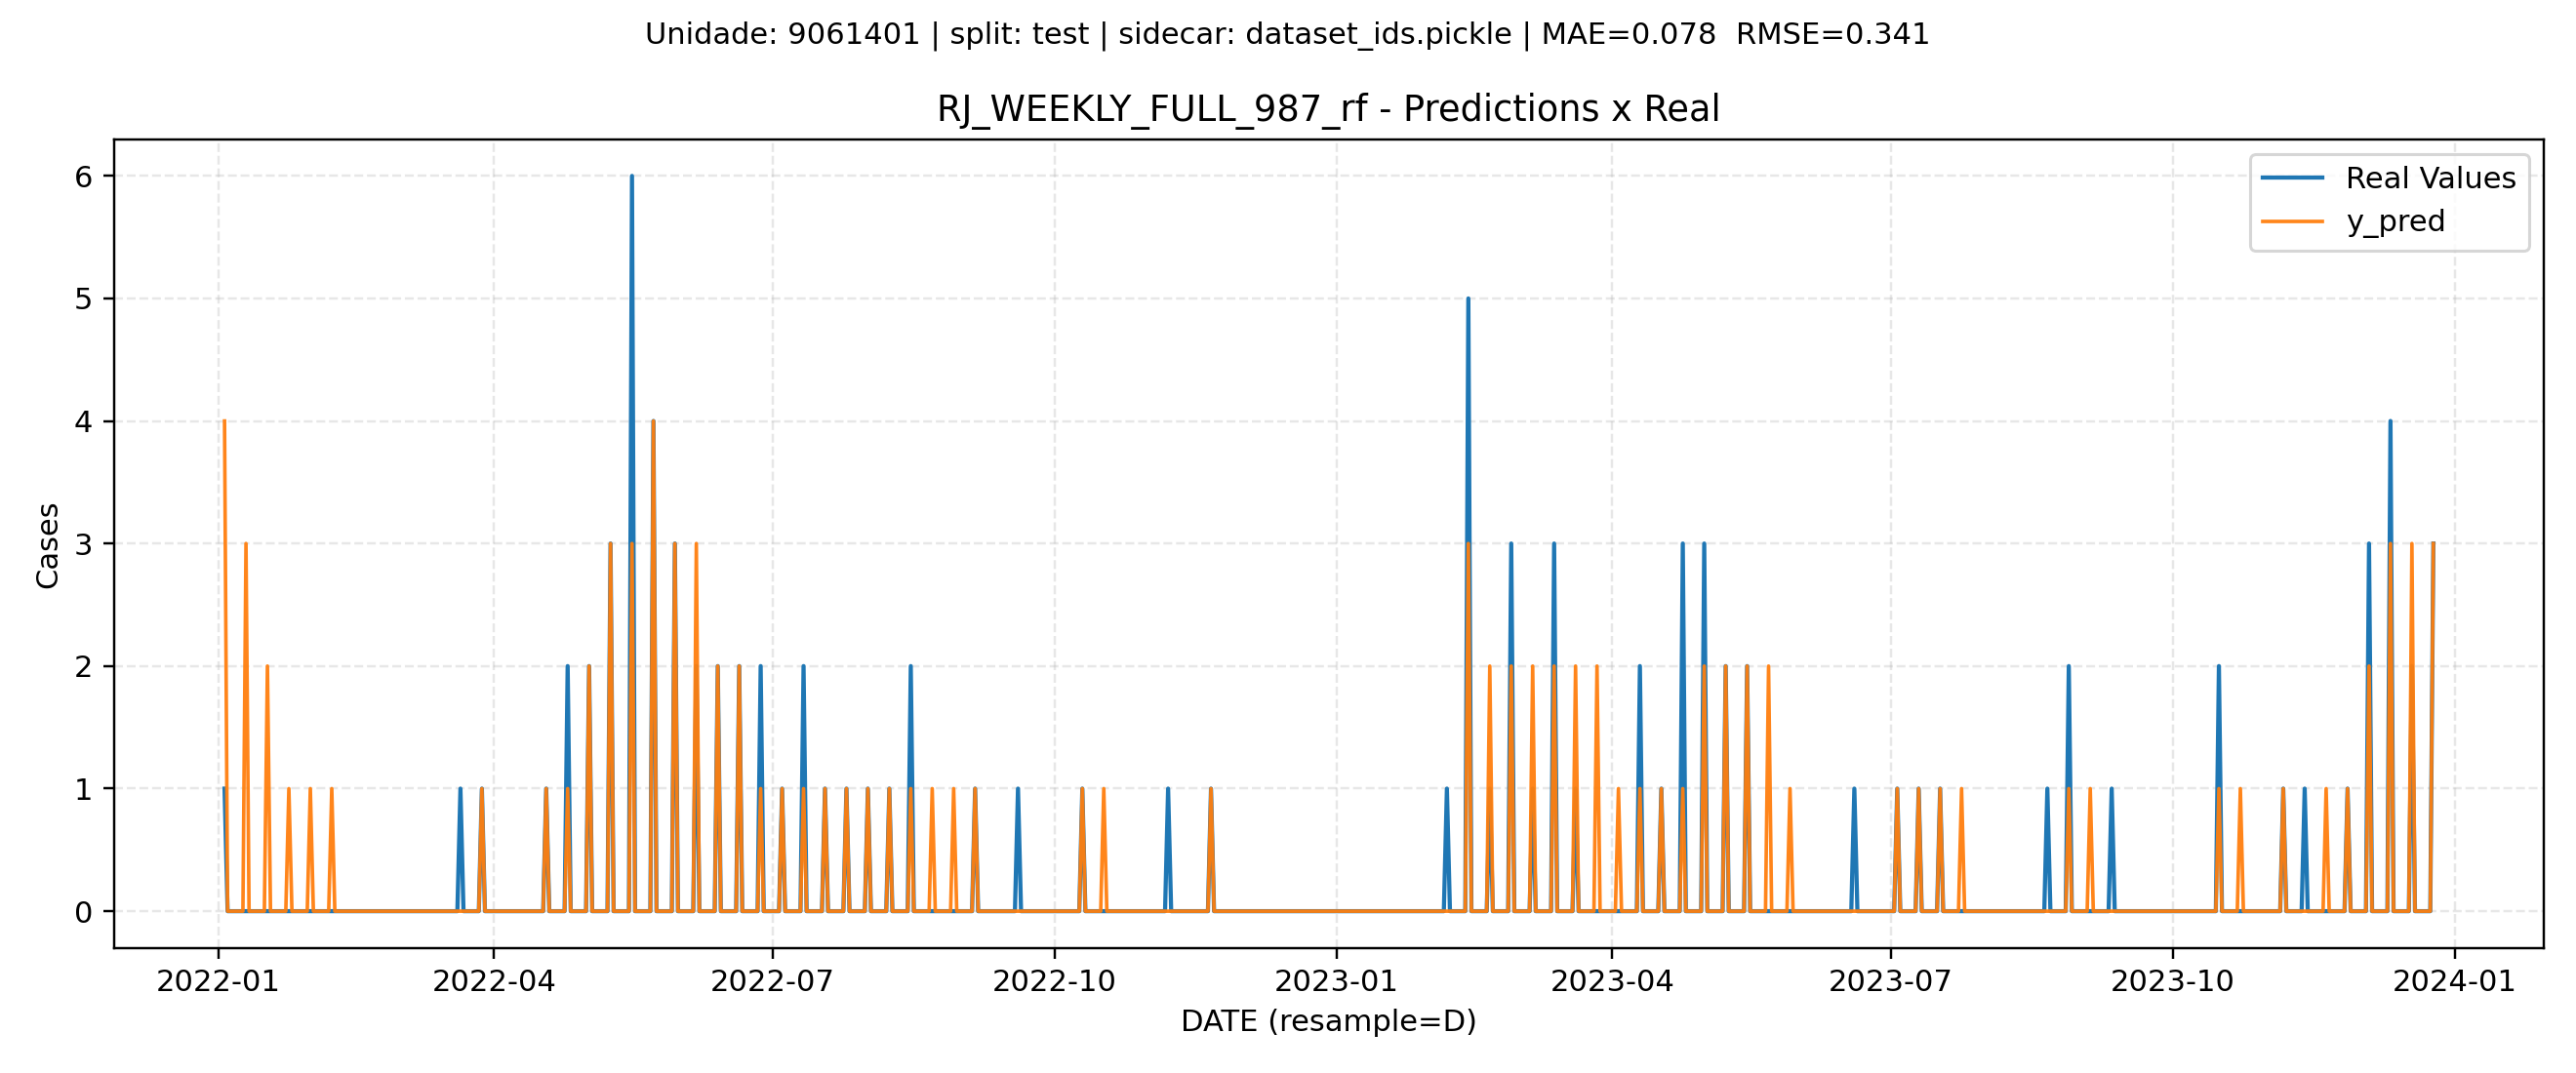 Unidade: 9061401 | split: test | sidecar: dataset_ids.pickle | MAE=0.078  RMSE=0.341
RJ_WEEKLY_FULL_987_rf - Predictions x Real
Real Values
y_pred
6
5
4
3
2
1
0
Cases
2022-01
2022-04
2022-07
2022-10
2023-01
2023-04
2023-07
2023-10
2024-01
DATE (resample=D)